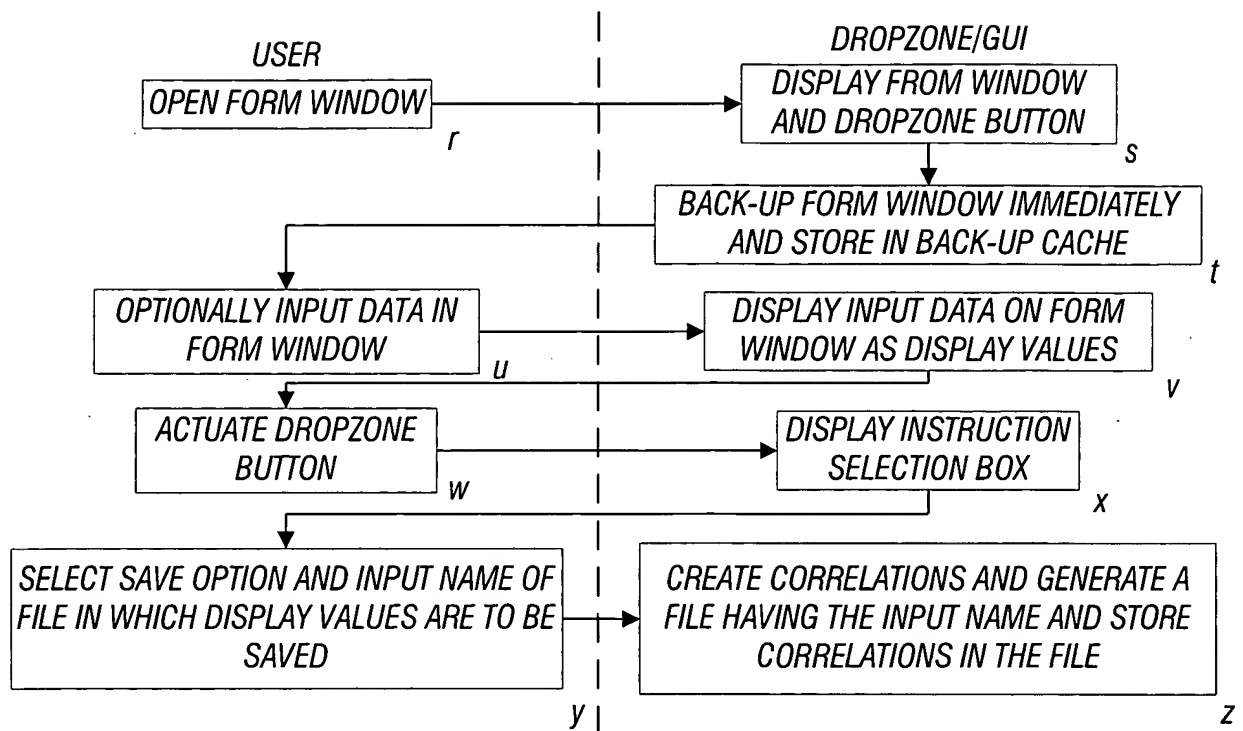 USER
DROPZONE/GUI
OPEN FORM WINDOW
r
DISPLAY FROM WINDOW
AND DROPZONE BUTTON
s
BACK-UP FORM WINDOW IMMEDIATELY
AND STORE IN BACK-UP CACHE
t
OPTIONALLY INPUT DATA IN
FORM WINDOW
u
DISPLAY INPUT DATA ON FORM
WINDOW AS DISPLAY VALUES
v
ACTUATE DROPZONE
BUTTON
w
DISPLAY INSTRUCTION
SELECTION BOX
x
SELECT SAVE OPTION AND INPUT NAME OF
FILE IN WHICH DISPLAY VALUES ARE TO BE
SAVED
y
CREATE CORRELATIONS AND GENERATE A
FILE HAVING THE INPUT NAME AND STORE
CORRELATIONS IN THE FILE
z